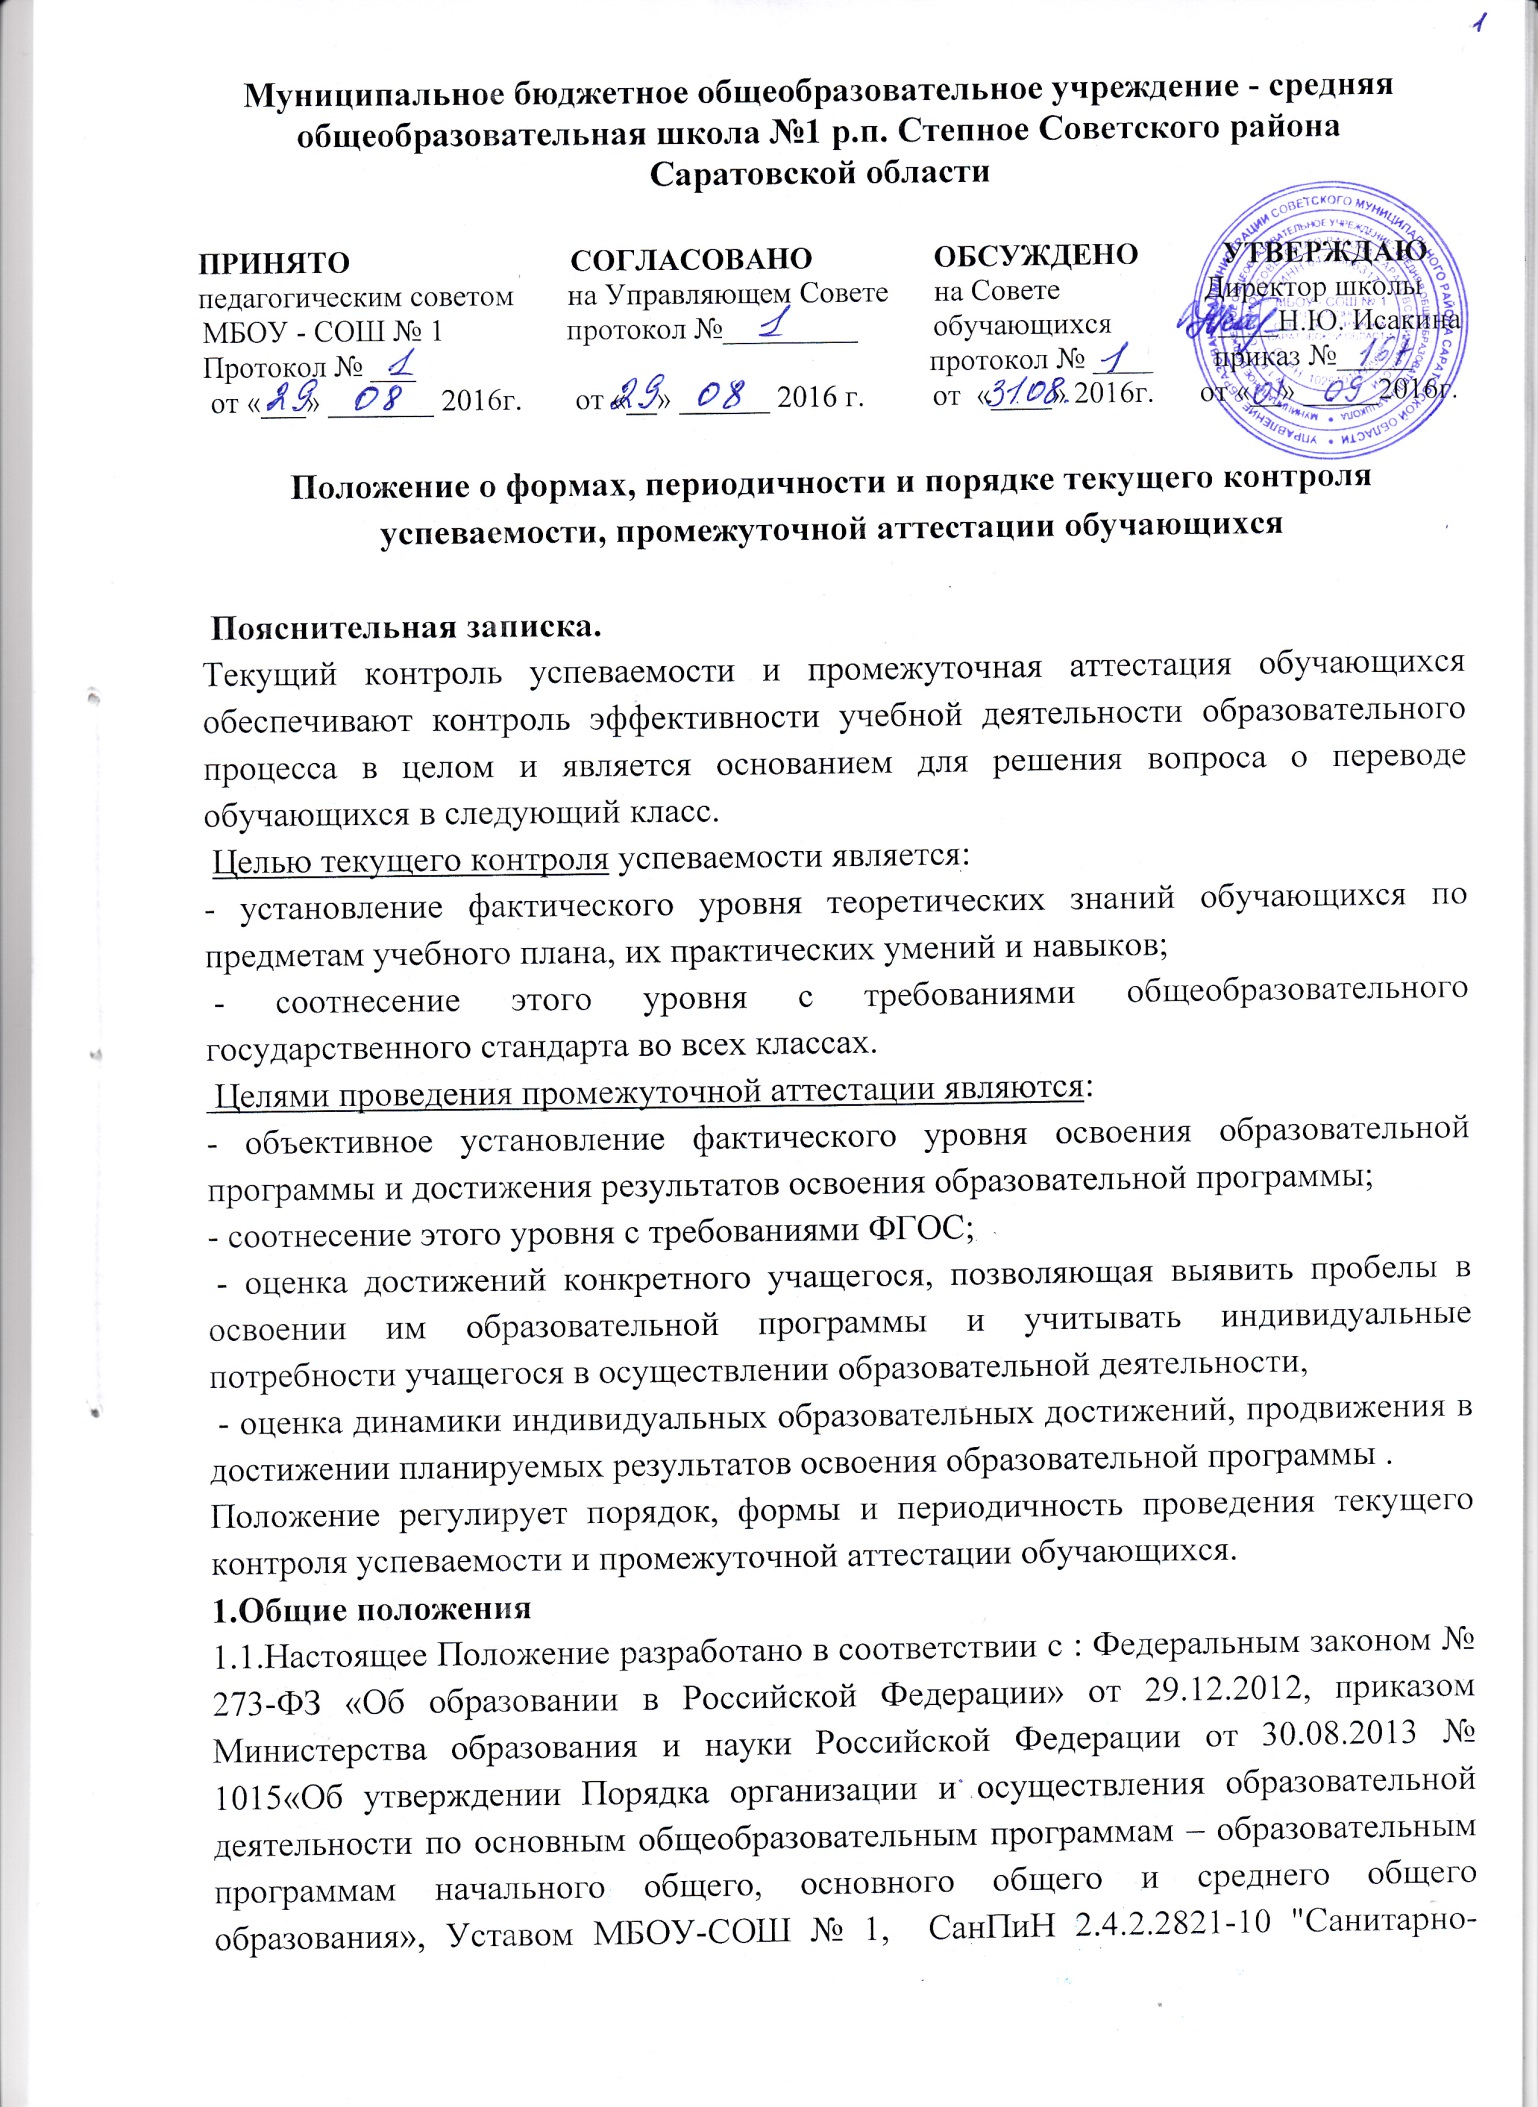 1
Муниципальное бюджетное общеобразовательное учреждение - средняя
общеобразовательная школа №1 р.п. Степное Советского района
Саратовской области
ПРИНЯТО
педагогическим советом
МБОУ - СОШ № 1
Протокол № 1
от «29» 08 2016г.
СОГЛАСОВАНО
на Управляющем Совете
протокол № 1
от «29» 08 2016 г.
ОБСУЖДЕНО
на Совете
обучающихся
протокол № 1
от «31.08.» 2016г.
УТВЕРЖДАЮ
Директор школы
Н.Ю. Исакина
приказ №
от «01» 09 2016г.
Положение о формах, периодичности и порядке текущего контроля
успеваемости, промежуточной аттестации обучающихся
Пояснительная записка.
Текущий контроль успеваемости и промежуточная аттестация обучающихся
обеспечивают контроль эффективности учебной деятельности образовательного
процесса в целом и является основанием для решения вопроса о переводе
обучающихся в следующий класс.
Целью текущего контроля успеваемости является:
- установление фактического уровня теоретических знаний обучающихся по
предметам учебного плана, их практических умений и навыков;
- соотнесение этого уровня с требованиями общеобразовательного
государственного стандарта во всех классах.
Целями проведения промежуточной аттестации являются:
- объективное установление фактического уровня освоения образовательной
программы и достижения результатов освоения образовательной программы;
- соотнесение этого уровня с требованиями ФГОС;
- оценка достижений конкретного учащегося, позволяющая выявить пробелы в
освоении им образовательной программы и учитывать индивидуальные
потребности учащегося в осуществлении образовательной деятельности,
- оценка динамики индивидуальных образовательных достижений, продвижения в
достижении планируемых результатов освоения образовательной программы .
Положение регулирует порядок, формы и периодичность проведения текущего
контроля успеваемости и промежуточной аттестации обучающихся.
1.Общие положения
1.1.Настоящее Положение разработано в соответствии с : Федеральным законом №
273-ФЗ «Об образовании в Российской Федерации» от 29.12.2012, приказом
Министерства образования и науки Российской Федерации от 30.08.2013 №
1015«Об утверждении Порядка организации и осуществления образовательной
деятельности по основным общеобразовательным программам – образовательным
программам начального общего, основного общего и среднего общего
образования», Уставом МБОУ-СОШ № 1, СанПиН 2.4.2.2821-10 "Санитарно-